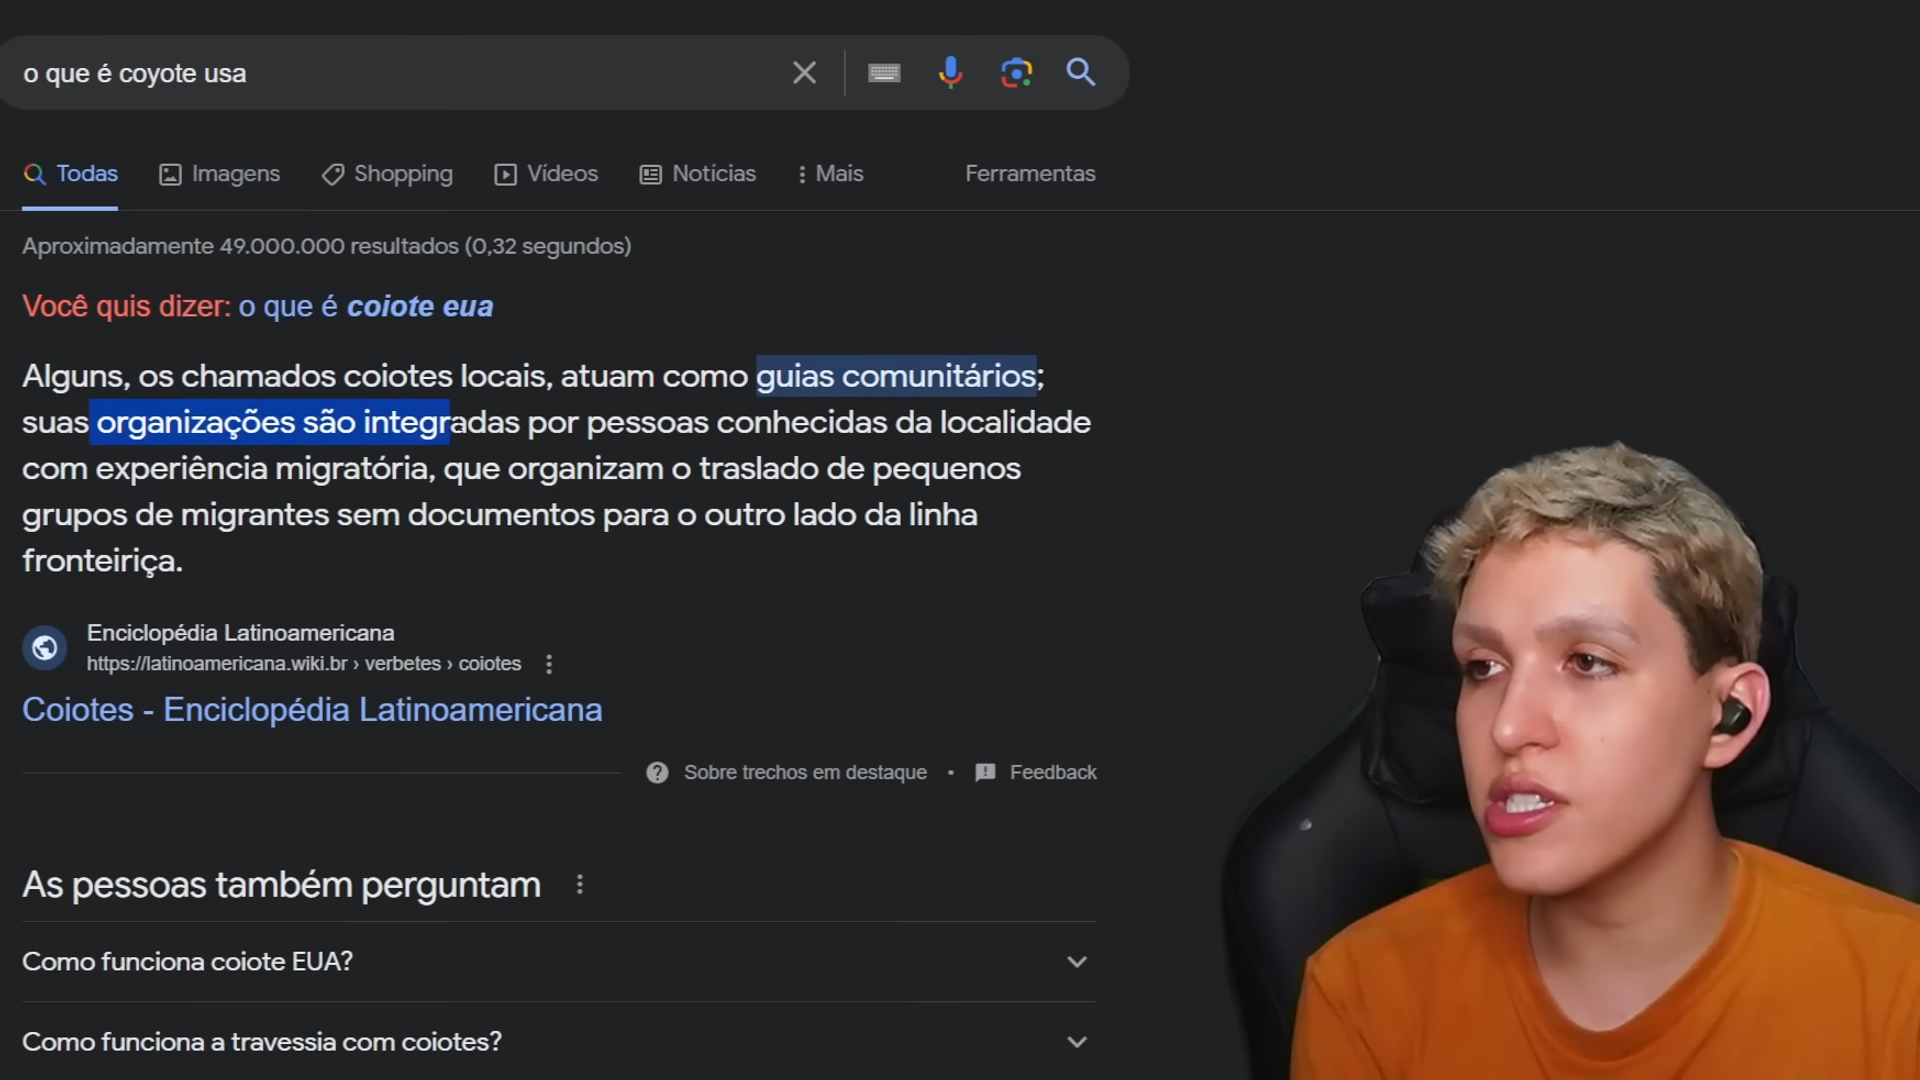 o que é coyote usa
Todas
Imagens
Shopping
Vídeos
Notícias
Mais
Ferramentas
Aproximadamente 49.000.000 resultados (0,32 segundos)
Você quis dizer: o que é coiote eua
Alguns, os chamados coiotes locais, atuam como guias comunitários;
suas organizações são integradas por pessoas conhecidas da localidade
com experiência migratória, que organizam o traslado de pequenos
grupos de migrantes sem documentos para o outro lado da linha
fronteiriça.
Enciclopédia Latinoamericana
https://latinoamericana.wiki.br › verbetes › coiotes
Coiotes - Enciclopédia Latinoamericana
Sobre trechos em destaque • Feedback
As pessoas também perguntam
Como funciona coiote EUA?
Como funciona a travessia com coiotes?